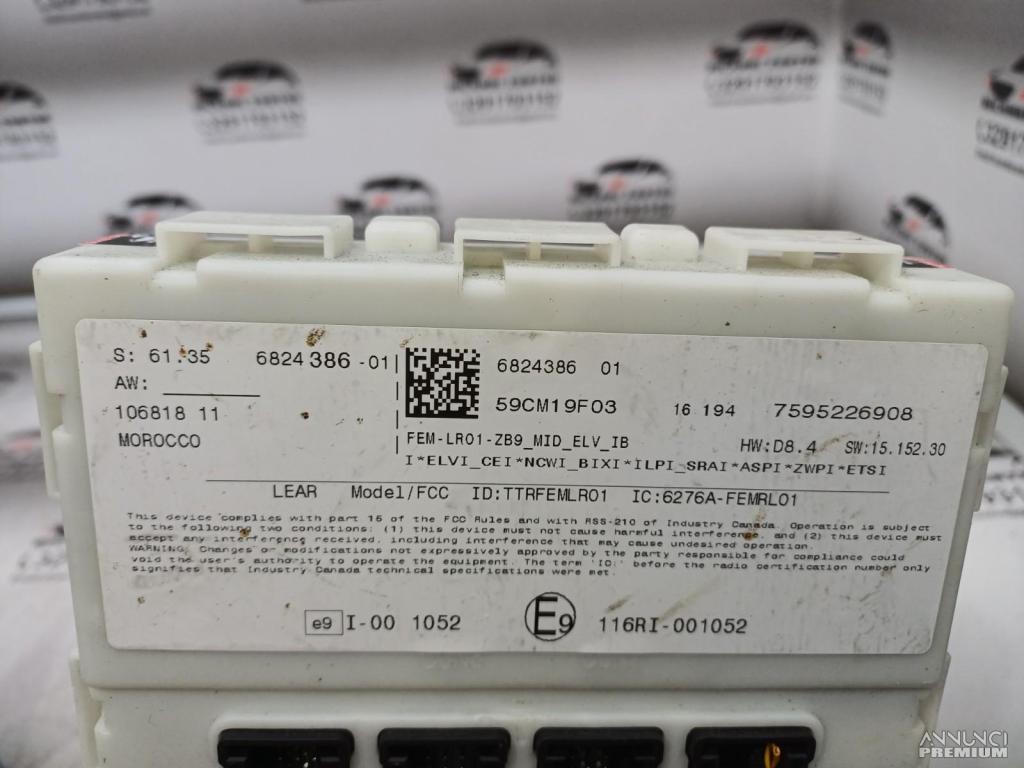 S: 61.35 6824 386 -01
AW:
106818 11
MOROCCO
6824386 01
59CM19F03 16 194 7595226908
FEM-LR01-ZB9_MID_ELV_IB HW:D8.4 SW:15.152.30
I*ELVI_CEI*NCWI_BIXI*ILPI_SRAI*ASPI*ZWPI*ETSI
LEAR Model/FCC ID:TTRFEMLR01 IC:6276A-FEMRL01
This device complies with part 15 of the FCC Rules and with RSS-210 of Industry Canada. Operation is subject
to the following two conditions: (1) this device must not cause harmful interference, and (2) this device must
accept any interference received, including interference that may cause undesired operation.
WARNING: Changes or modifications not expressively approved by the party responsible for compliance could
void the user's authority to operate the equipment. The term 'IC:' before the radio certification number only
signifies that Industry Canada technical specifications were met.
e9 I-00 1052 E9 116RI-001052
ANNUNCI
PREMIUM